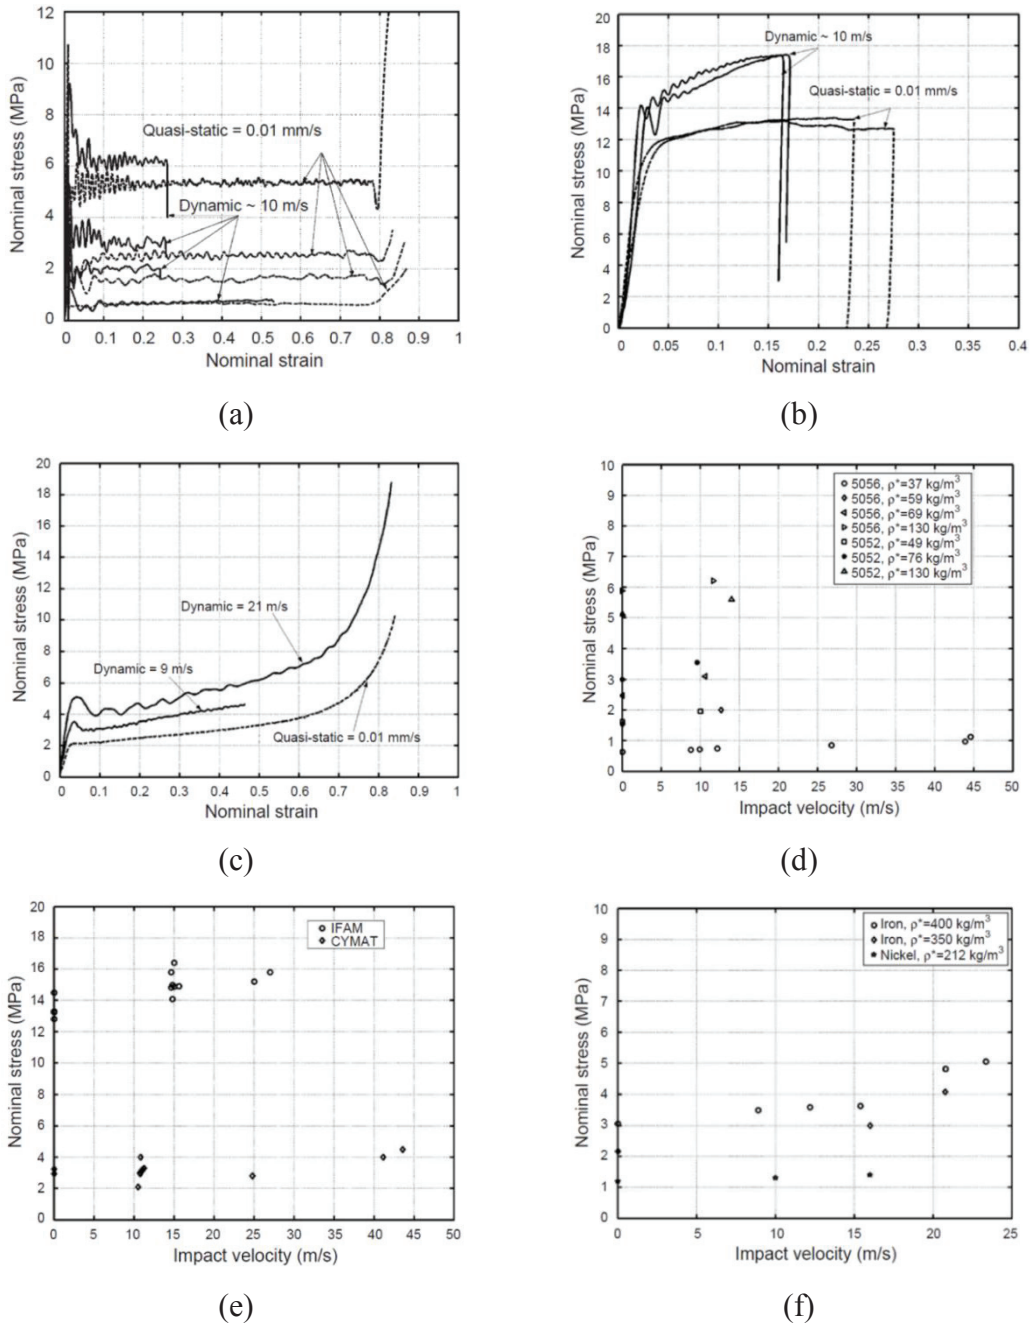 Nominal stress (MPa)
12
10
8
6
4
2
0
Quasi-static = 0.01 mm/s
Dynamic ~ 10 m/s
0 0.1 0.2 0.3 0.4 0.5 0.6 0.7 0.8 0.9 1
Nominal strain
(a)
Nominal stress (MPa)
20
18
16
14
12
10
8
6
4
2
0
Dynamic ~ 10 m/s
Quasi-static = 0.01 mm/s
0 0.05 0.1 0.15 0.2 0.25 0.3 0.35 0.4
Nominal strain
(b)
Nominal stress (MPa)
20
18
16
14
12
10
8
6
4
2
0
Dynamic = 21 m/s
Dynamic = 9 m/s
Quasi-static = 0.01 mm/s
0 0.1 0.2 0.3 0.4 0.5 0.6 0.7 0.8 0.9 1
Nominal strain
(c)
Nominal stress (MPa)
10
9
8
7
6
5
4
3
2
1
0
5056, ρ*=37 kg/m³
5056, ρ*=59 kg/m³
5056, ρ*=69 kg/m³
5056, ρ*=130 kg/m³
5052, ρ*=49 kg/m³
5052, ρ*=76 kg/m³
5052, ρ*=130 kg/m³
0 5 10 15 20 25 30 35 40 45 50
Impact velocity (m/s)
(d)
Nominal stress (MPa)
20
18
16
14
12
10
8
6
4
2
0
IFAM
CYMAT
0 5 10 15 20 25 30 35 40 45 50
Impact velocity (m/s)
(e)
Nominal stress (MPa)
10
9
8
7
6
5
4
3
2
1
0
Iron, ρ*=400 kg/m³
Iron, ρ*=350 kg/m³
Nickel, ρ*=212 kg/m³
0 5 10 15 20 25
Impact velocity (m/s)
(f)